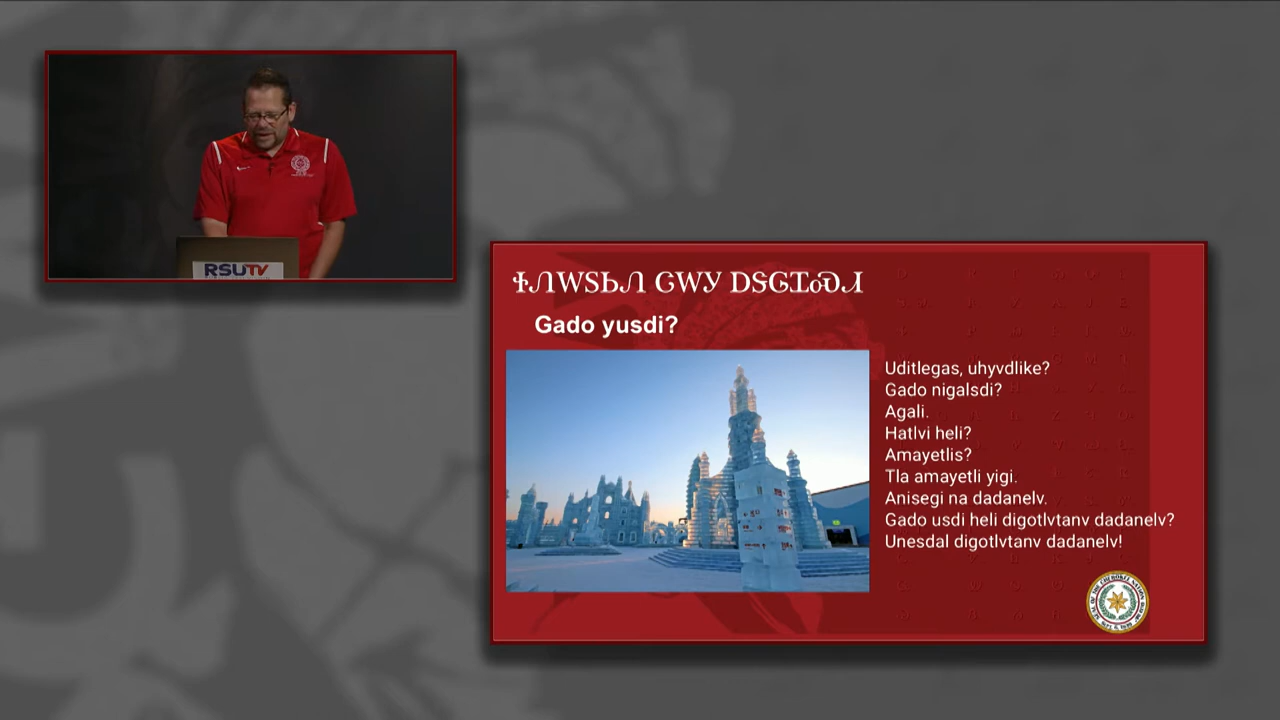 RSUTV
ᏐᏁᎳᏚᏏᏁ ᏣᎳᎩ ᎠᎦᎶᏆᏍᏗ
Gado yusdi?
Uditlegas, uhyvdlike?
Gado nigalsdi?
Agali.
Hatlvi heli?
Amayetlis?
Tla amayetli yigi.
Anisegi na dadanelv.
Gado usdi heli digotlvtanv dadanelv?
Unesdal digotlvtanv dadanelv!